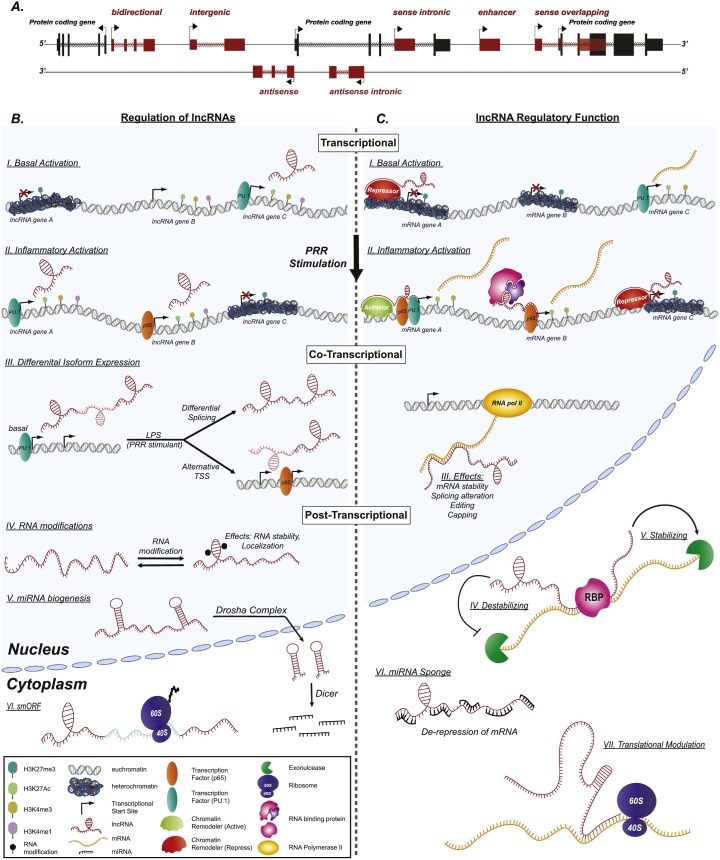 A.
bidirectional
intergenic
sense intronic
enhancer
sense overlapping
Protein coding gene
Protein coding gene
Protein coding gene
5'
3'
3'
5'
antisense
antisense intronic
B.
Regulation of lncRNAs
C.
lncRNA Regulatory Function
Transcriptional
I. Basal Activation
PU.1
lncRNA gene A
lncRNA gene B
lncRNA gene C
I. Basal Activation
Repressor
PU.1
mRNA gene A
mRNA gene B
mRNA gene C
PRR
Stimulation
II. Inflammatory Activation
PU.1
p65
lncRNA gene A
lncRNA gene B
lncRNA gene C
II. Inflammatory Activation
Activator
p65
PU.1
p65
Repressor
mRNA gene A
mRNA gene B
mRNA gene C
Co-Transcriptional
III. Differenital Isoform Expression
basal
PU.1
LPS
(PRR stimulant)
Differential
Splicing
Alternative
TSS
p65
RNA pol II
III. Effects:
mRNA stability
Splicing alteration
Editing
Capping
Post-Transcriptional
IV. RNA modifications
RNA
modification
Effects: RNA stability,
Localization
V. miRNA biogenesis
Drosha Complex
Nucleus
Cytoplasm
Dicer
VI. smORF
60S
40S
V. Stabilizing
RBP
IV. Destabilizing
VI. miRNA Sponge
De-repression of mRNA
VII. Translational Modulation
60S
40S
H3K27me3
H3K27Ac
H3K4me3
H3K4me1
RNA
modification
euchromatin
heterochromatin
Transcriptional
Start Site
lncRNA
mRNA
miRNA
Transcription
Factor (p65)
Transcription
Factor (PU.1)
Chromatin
Remodeler (Active)
Chromatin
Remodeler (Repress)
Exonulcease
60S
40S
Ribosome
RNA binding protein
RNA Polymerase II